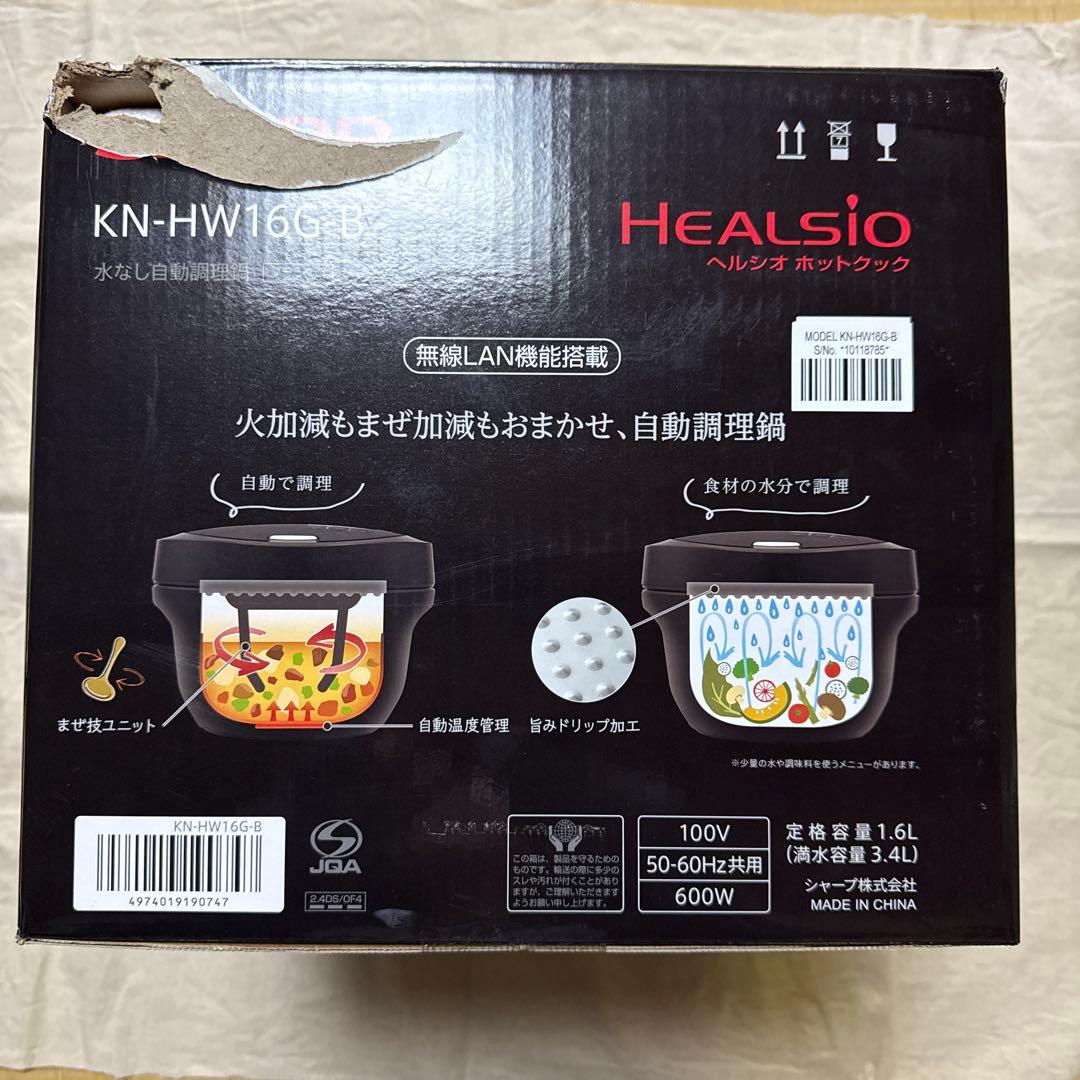 KN-HW16G-B
水なし自動調理鍋
HEALSIO
ヘルシオ ホットクック
MODEL KN-HW16G-B
S/No. *10118785*
無線LAN機能搭載
火加減もまぜ加減もおまかせ、自動調理鍋
自動で調理
食材の水分で調理
まぜ技ユニット
自動温度管理
旨みドリップ加工
※少量の水や調味料を使うメニューがあります。
KN-HW16G-B
4974019190747
JQA
2.4DS/OF4
この箱は、製品を守るための
ものです。輸送の際に多少の
スレや汚れが付くことがあり
ますが、ご理解いただきます
ようお願い申し上げます。
100V
50-60Hz共用
600W
定格容量1.6L
(満水容量3.4L)
シャープ株式会社
MADE IN CHINA